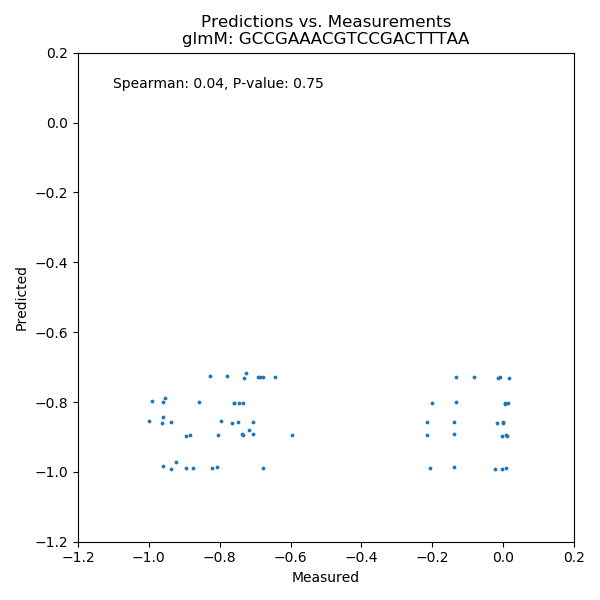 Predictions vs. Measurements
glmM: GCCGAAACGTCCGACTTTAA
Spearman: 0.04, P-value: 0.75
0.2
0.0
−0.2
−0.4
−0.6
−0.8
−1.0
−1.2
Predicted
−1.2 −1.0 −0.8 −0.6 −0.4 −0.2 0.0 0.2
Measured